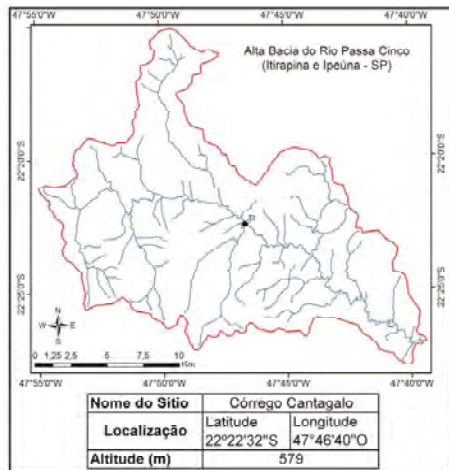 47°55'0"W 47°50'0"W 47°45'0"W 47°40'0"W
Alta Bacia do Rio Passa Cinco
(Itirapina e Ipeúna - SP)
22°20'0"S 22°20'0"S
22°25'0"S 22°25'0"S
N
W E
S
0 1,25 2,5 5 7,5 10
Km
47°55'0"W 47°50'0"W 47°45'0"W 47°40'0"W
Nome do Sitio Córrego Cantagalo
Localização Latitude Longitude
22°22'32"S 47°46'40"O
Altitude (m) 579